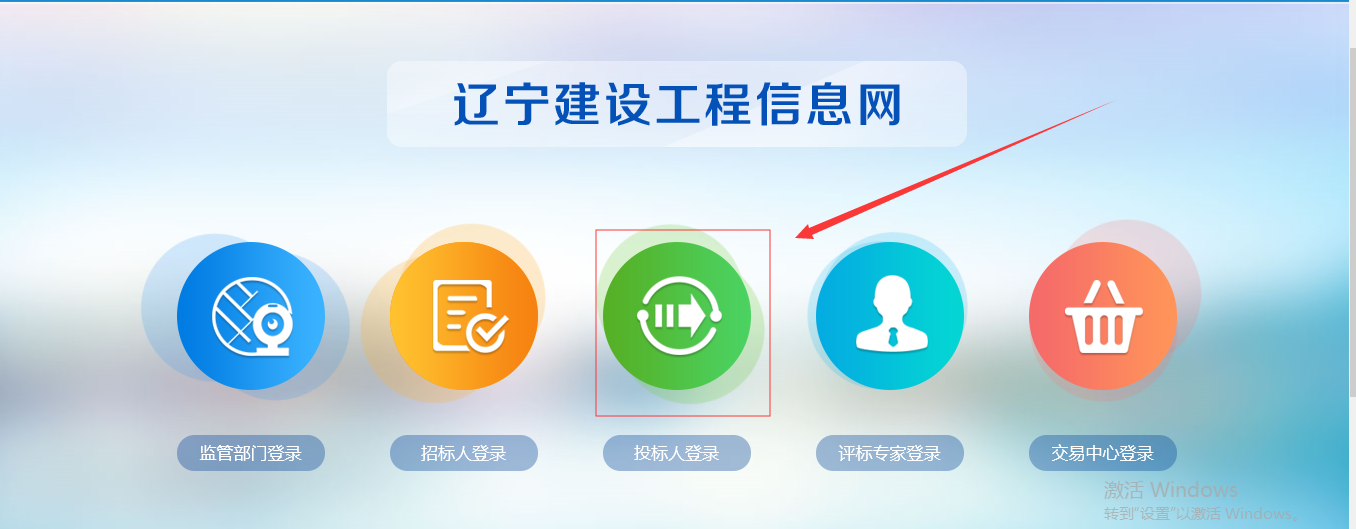 辽宁建设工程信息网
监管部门登录
招标人登录
投标人登录
评标专家登录
交易中心登录
激活 Windows
转到"设置"以激活 Windows。